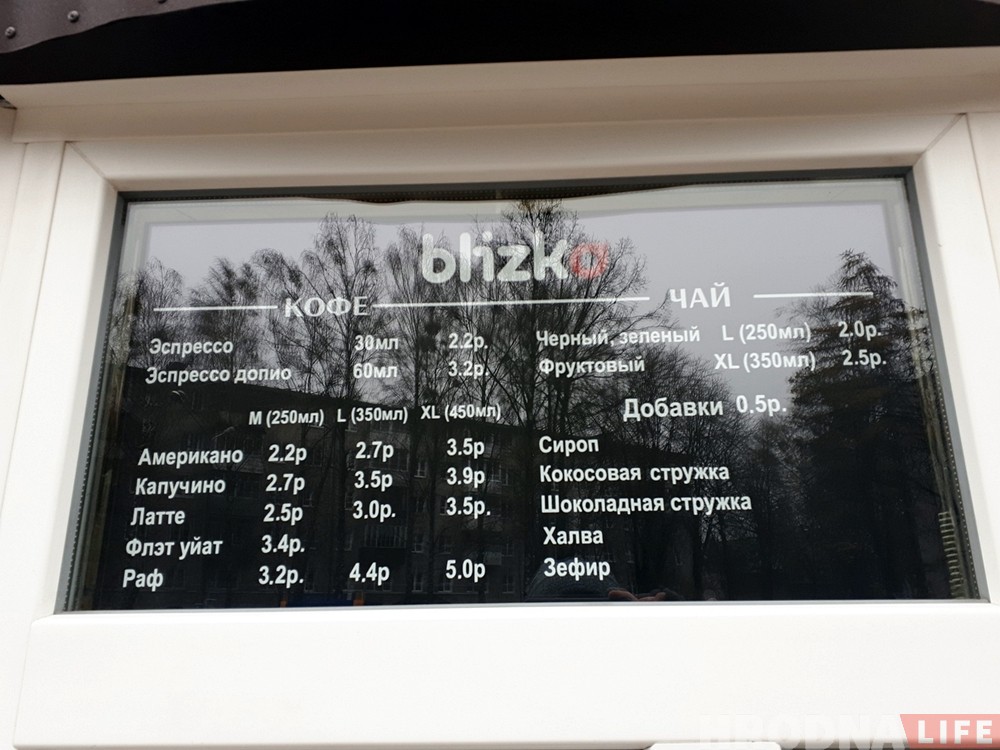 blizko
КОФЕ
Эспрессо 30мл 2.2р.
Эспрессо допио 60мл 3.2р.
M (250мл) L (350мл) XL (450мл)
Американо 2.2р 2.7р 3.5р
Капучино 2.7р 3.5р 3.9р
Латте 2.5р 3.0р. 3.5р.
Флэт уйат 3.4р.
Раф 3.2р. 4.4р 5.0р
ЧАЙ
Черный, зеленый L (250мл) 2.0р.
Фруктовый XL (350мл) 2.5р.
Добавки 0.5р.
Сироп
Кокосовая стружка
Шоколадная стружка
Халва
Зефир
HRODNA LIFE